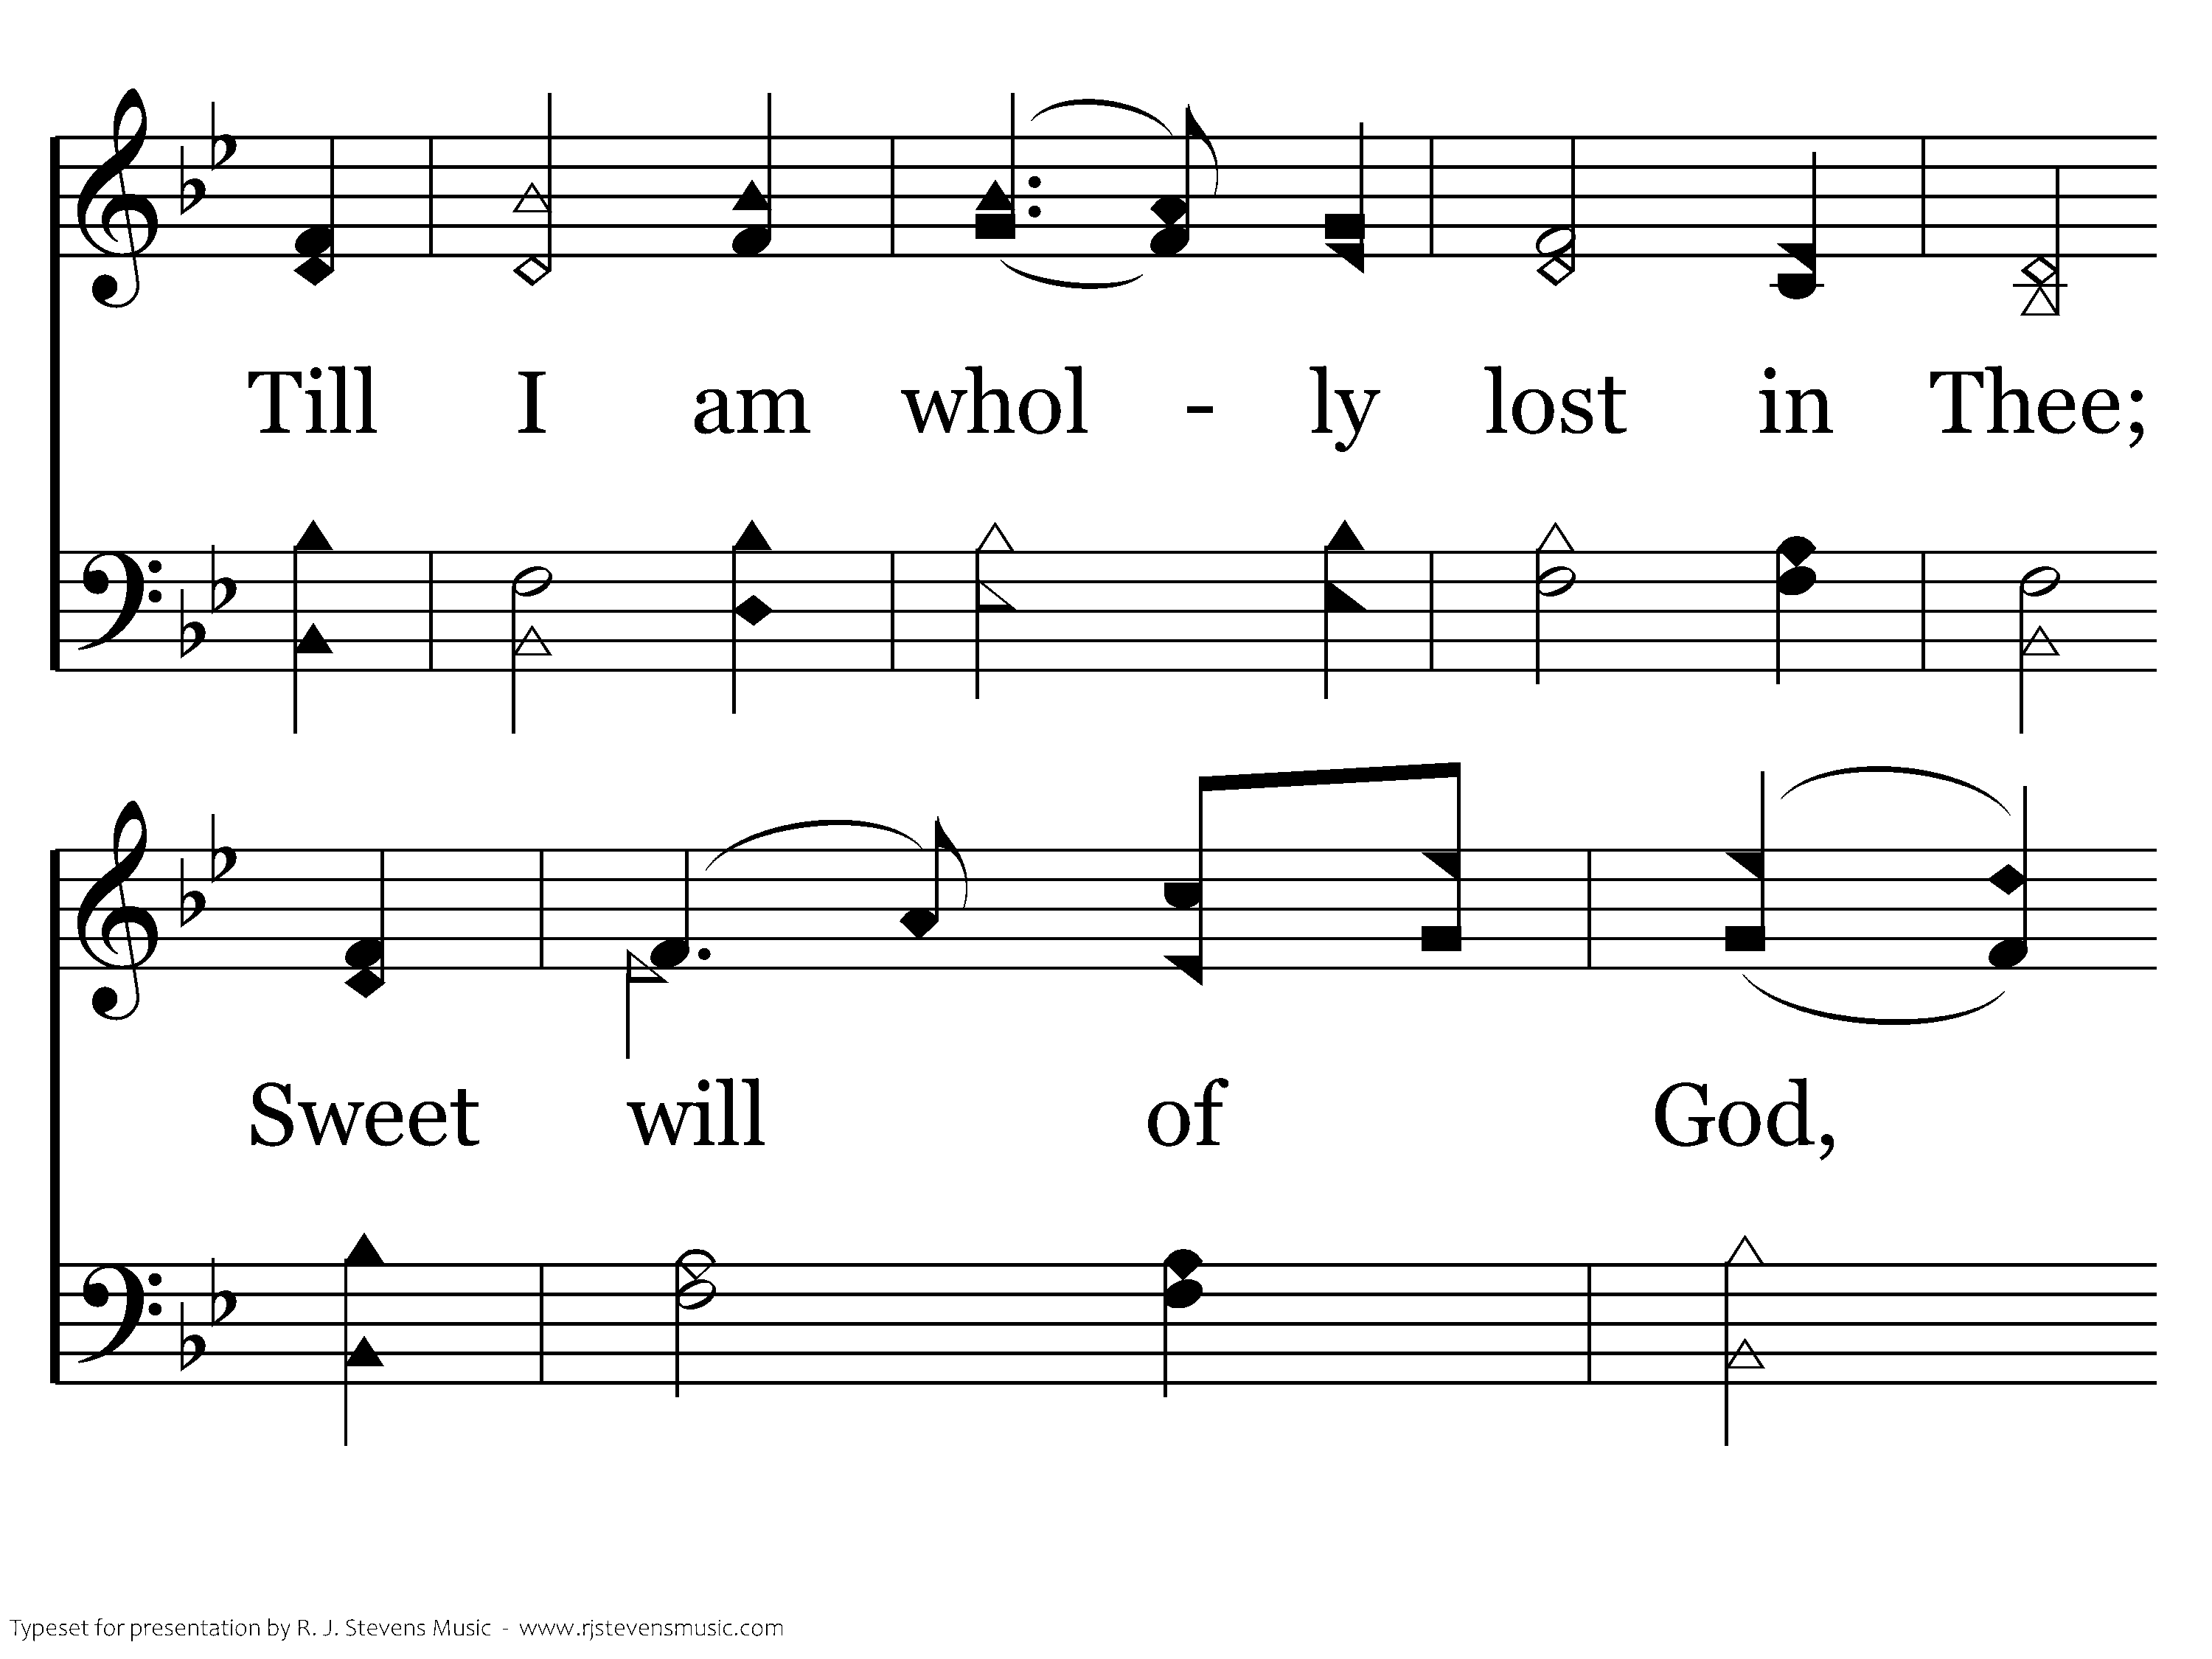 Till I am whol - ly lost in Thee;
Sweet will of God,
Typeset for presentation by R. J. Stevens Music - www.rjstevensmusic.com